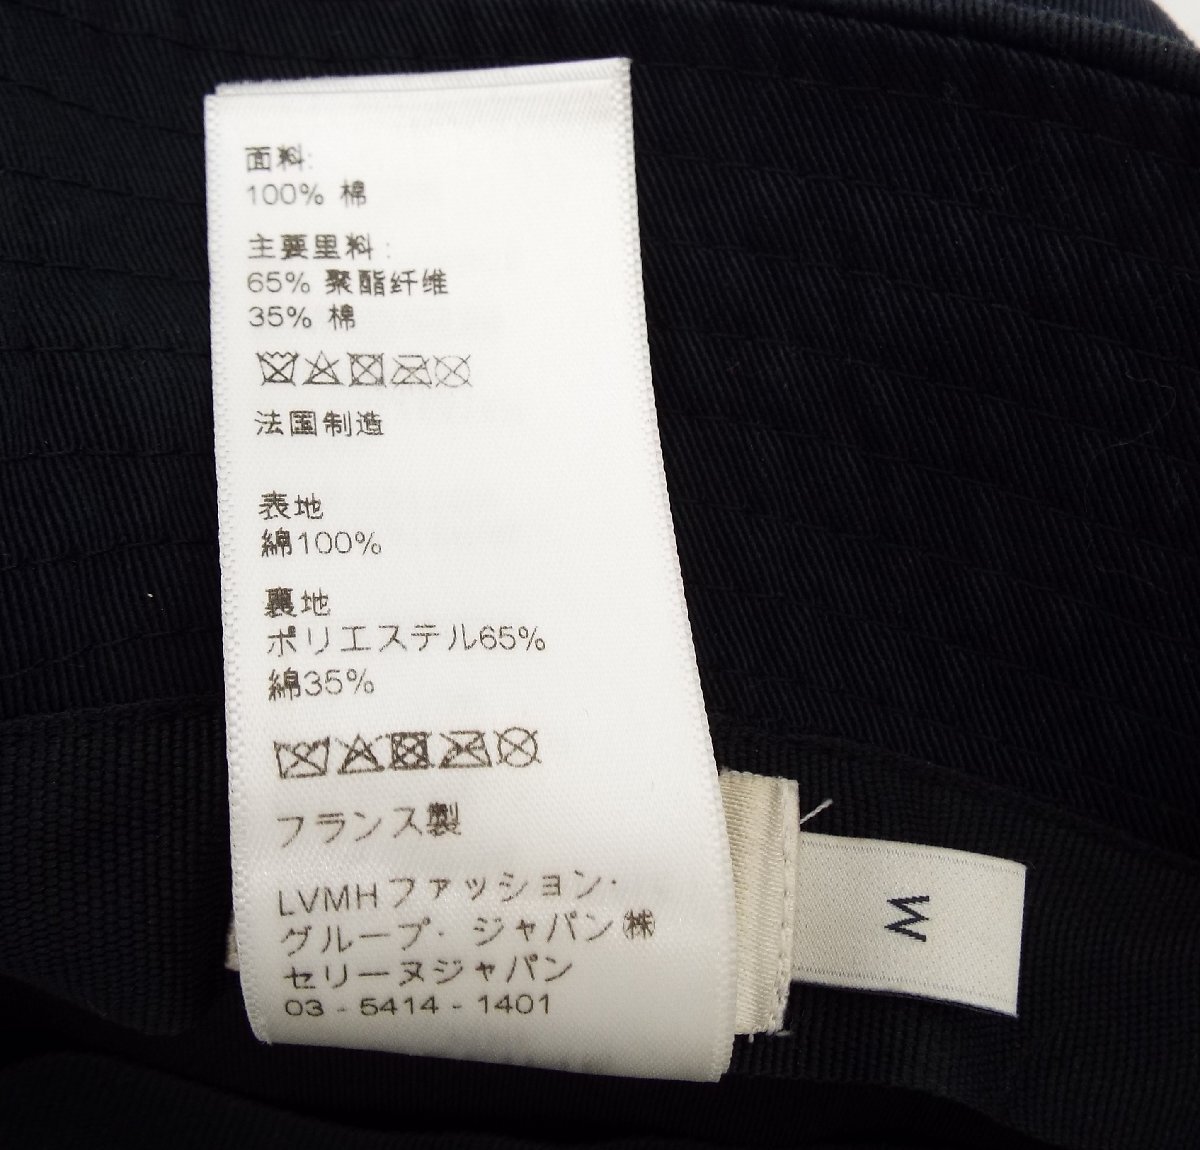 面料:
100% 棉
主要里料:
65% 聚酯纤维
35% 棉
法国制造
表地
綿100%
裏地
ポリエステル65%
綿35%
フランス製
LVMHファッション·
グループ· ジャパン㈱
セリーヌジャパン
03 - 5414 - 1401
M